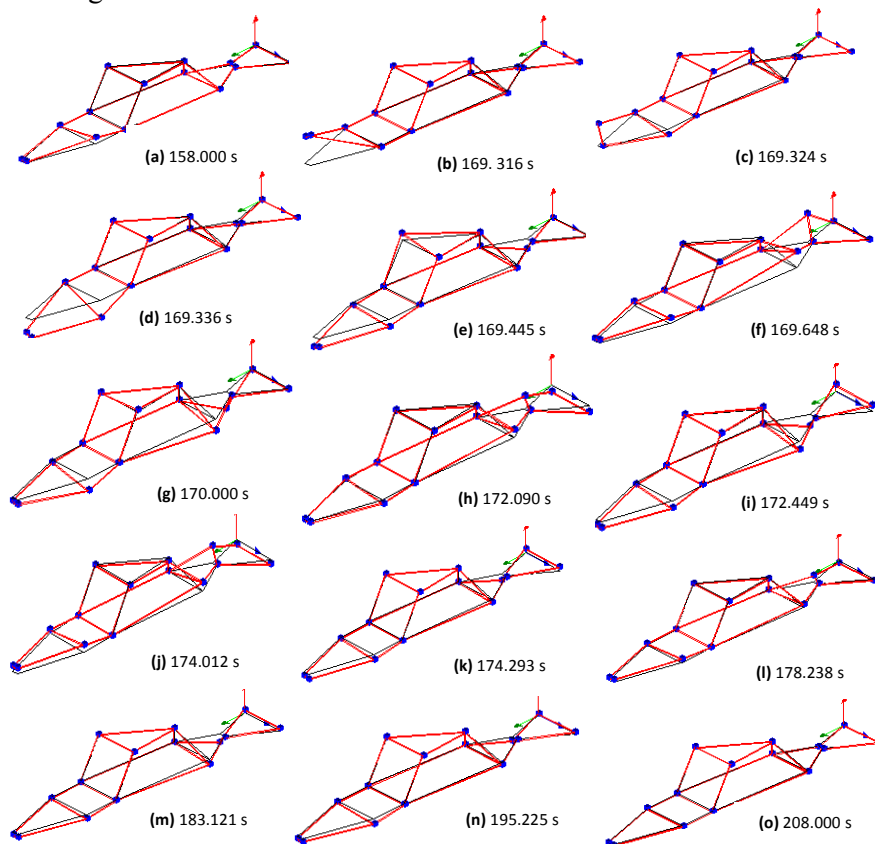 (a) 158.000 s
(b) 169. 316 s
(c) 169.324 s
(d) 169.336 s
(e) 169.445 s
(f) 169.648 s
(g) 170.000 s
(h) 172.090 s
(i) 172.449 s
(j) 174.012 s
(k) 174.293 s
(l) 178.238 s
(m) 183.121 s
(n) 195.225 s
(o) 208.000 s